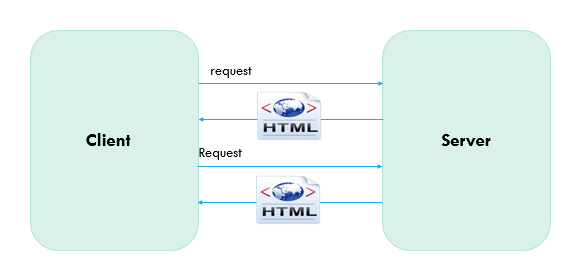 request
< >
HTML
Client
Server
Request
< >
HTML